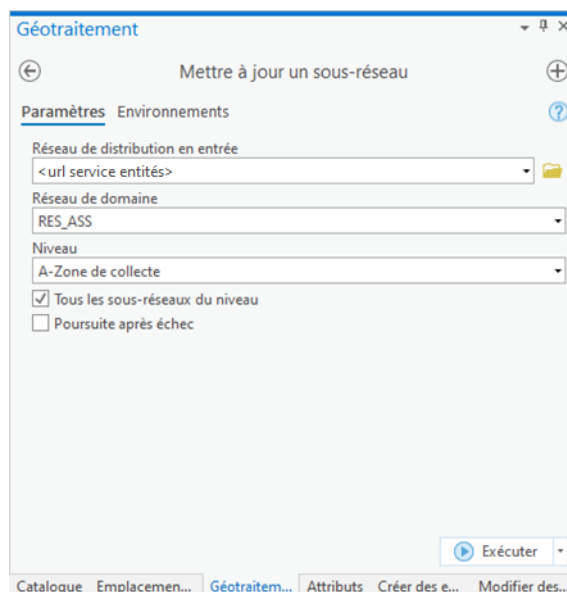 Géotraitement
Mettre à jour un sous-réseau
Paramètres Environnements
Réseau de distribution en entrée
<url service entités>
Réseau de domaine
RES_ASS
Niveau
A-Zone de collecte
Tous les sous-réseaux du niveau
Poursuite après échec
Exécuter
Catalogue Emplacemen... Géotraitem... Attributs Créer des e... Modifier des...